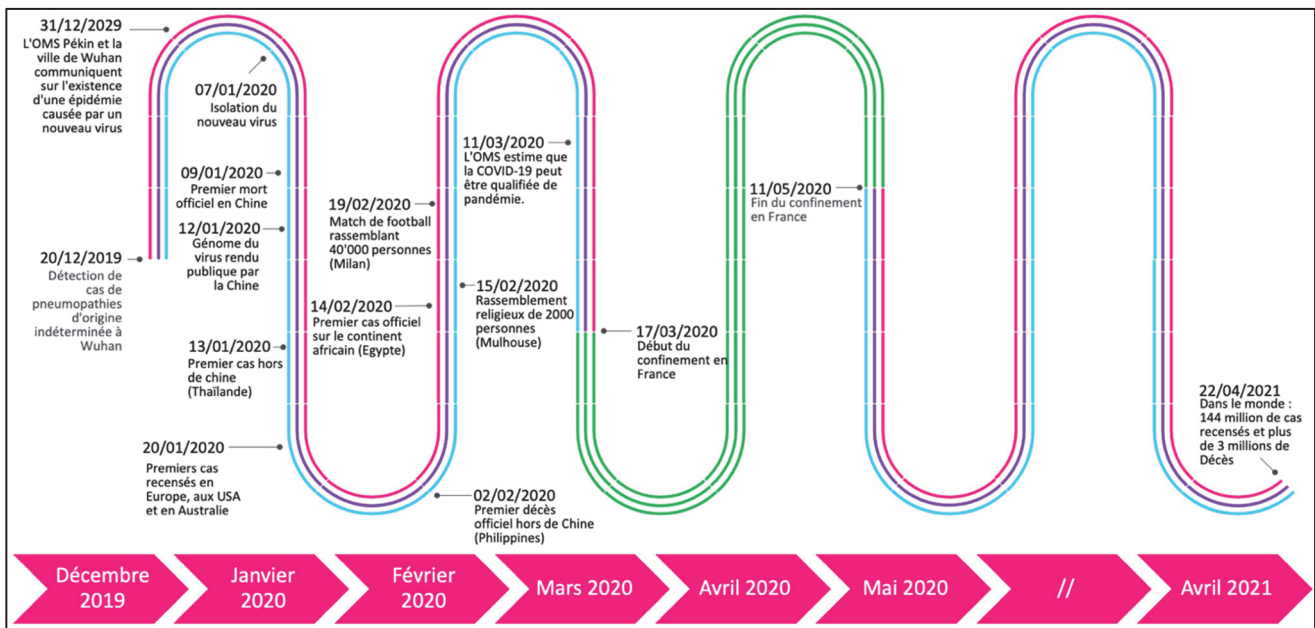 31/12/2029
L'OMS Pékin et la
ville de Wuhan
communiquent
sur l'existence
d'une épidémie
causée par un
nouveau virus
07/01/2020
Isolation du
nouveau virus
09/01/2020
Premier mort
officiel en Chine
12/01/2020
Génome du
virus rendu
publique par
la Chine
20/12/2019
Détection de
cas de
pneumopathies
d'origine
indéterminée à
Wuhan
13/01/2020
Premier cas hors
de chine
(Thaïlande)
20/01/2020
Premiers cas
recensés en
Europe, aux USA
et en Australie
02/02/2020
Premier décès
officiel hors de Chine
(Philippines)
14/02/2020
Premier cas officiel
sur le continent
africain (Egypte)
19/02/2020
Match de football
rassemblant
40'000 personnes
(Milan)
15/02/2020
Rassemblement
religieux de 2000
personnes
(Mulhouse)
11/03/2020
L'OMS estime que
la COVID-19 peut
être qualifiée de
pandémie.
17/03/2020
Début du
confinement en
France
11/05/2020
Fin du confinement
en France
22/04/2021
Dans le monde :
144 million de cas
recensés et plus
de 3 millions de
Décès
Décembre
2019
Janvier
2020
Février
2020
Mars 2020
Avril 2020
Mai 2020
//
Avril 2021